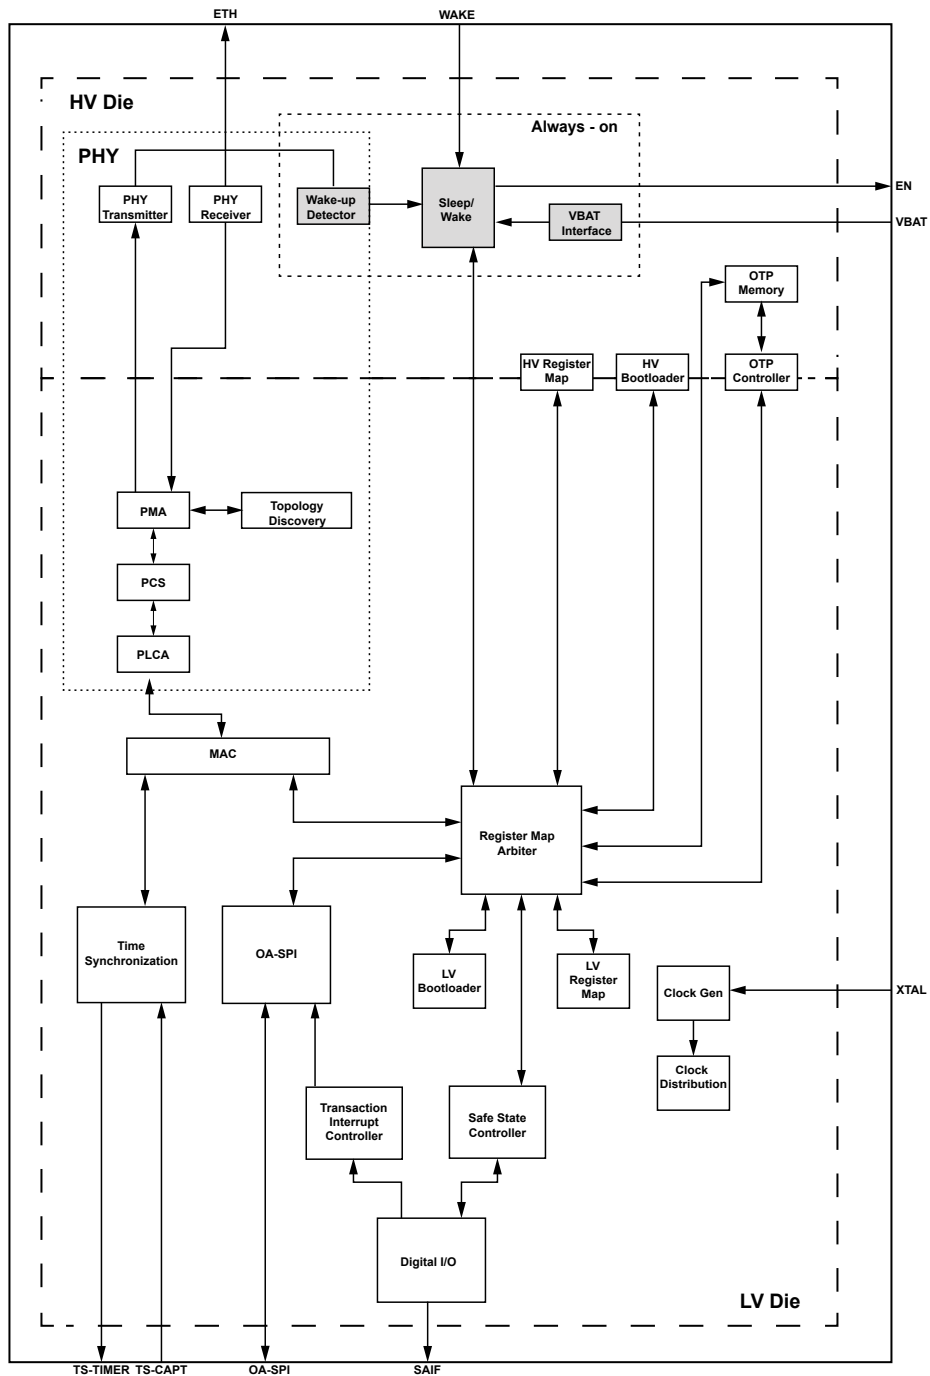 ETH
WAKE
HV Die
Always - on
PHY
EN
PHY
Transmitter
PHY
Receiver
Wake-up
Detector
Sleep/
Wake
VBAT
Interface
VBAT
OTP
Memory
HV Register
Map
HV
Bootloader
OTP
Controller
PMA
Topology
Discovery
PCS
PLCA
MAC
Register Map
Arbiter
Time
Synchronization
OA-SPI
LV
Bootloader
LV
Register
Map
Clock Gen
XTAL
Clock
Distribution
Transaction
Interrupt
Controller
Safe State
Controller
Digital I/O
LV Die
TS-TIMER
TS-CAPT
OA-SPI
SAIF